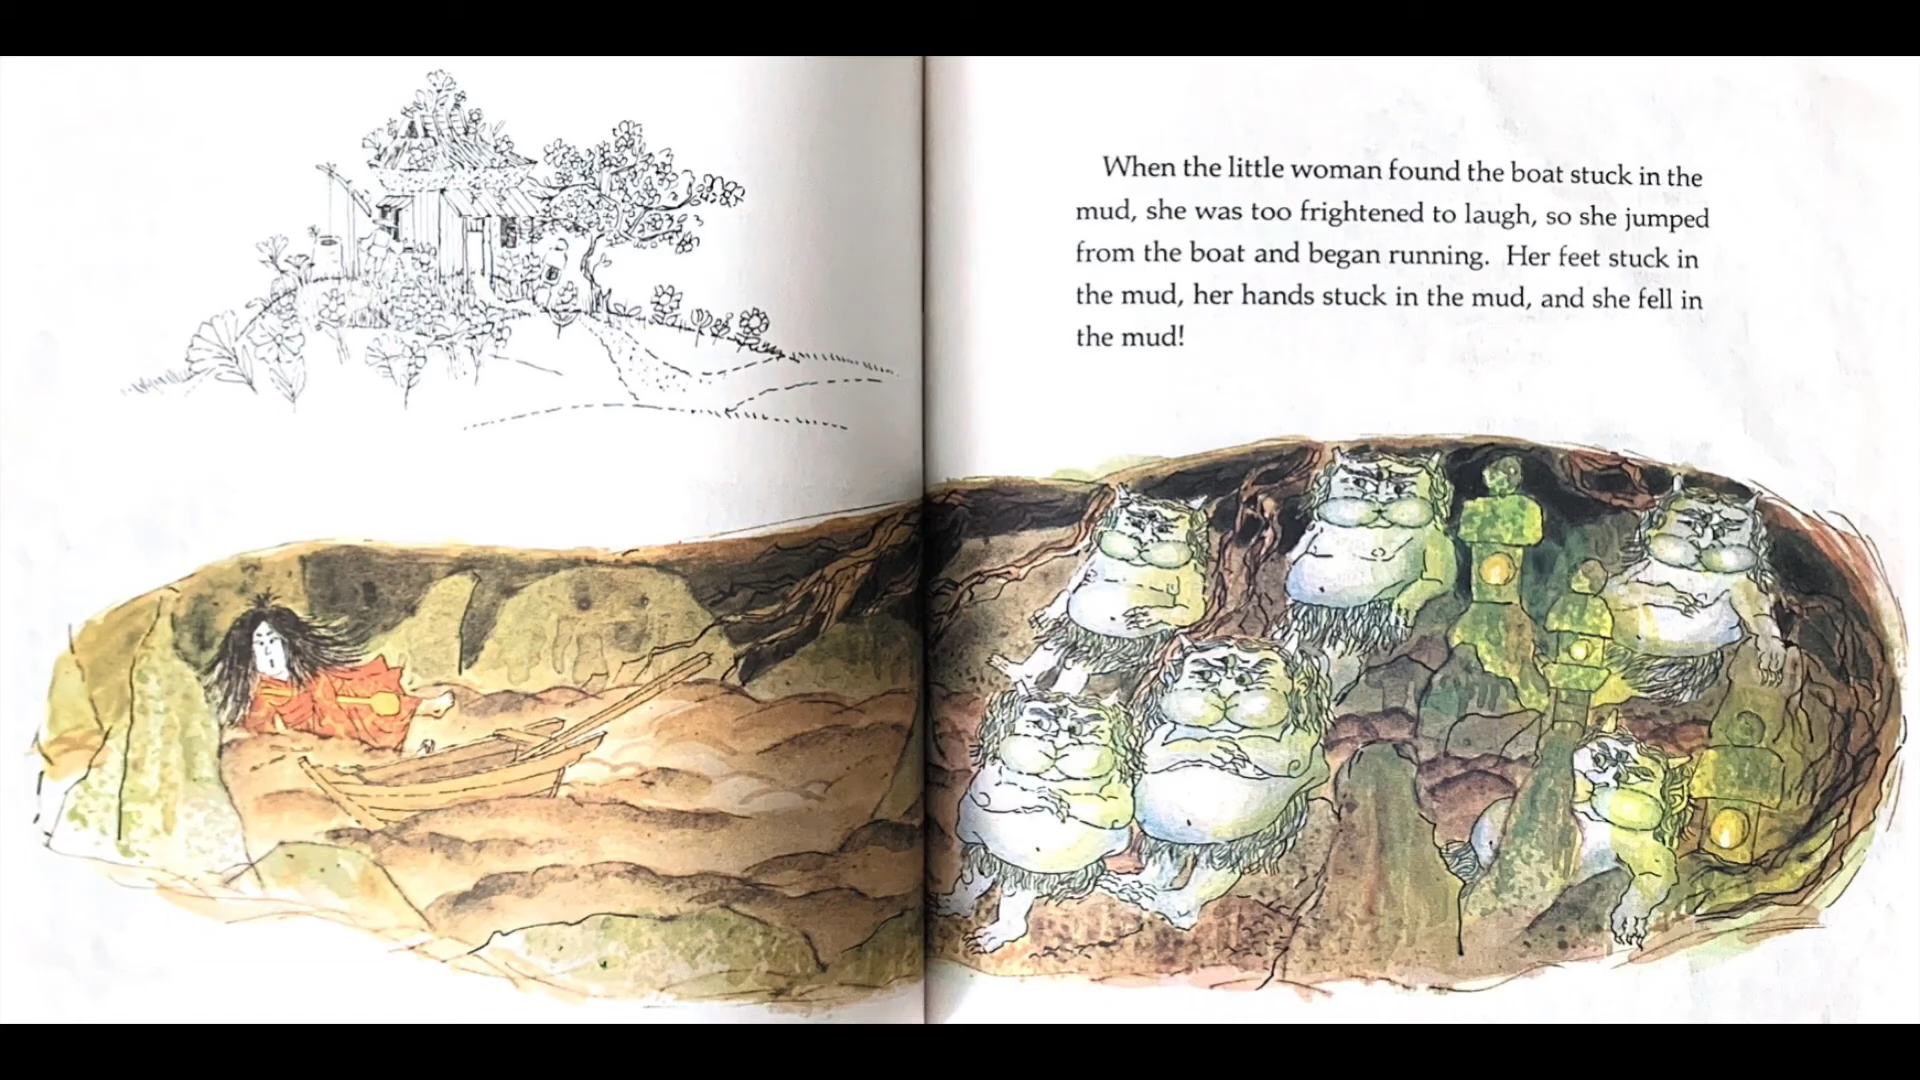 When the little woman found the boat stuck in the
mud, she was too frightened to laugh, so she jumped
from the boat and began running. Her feet stuck in
the mud, her hands stuck in the mud, and she fell in
the mud!